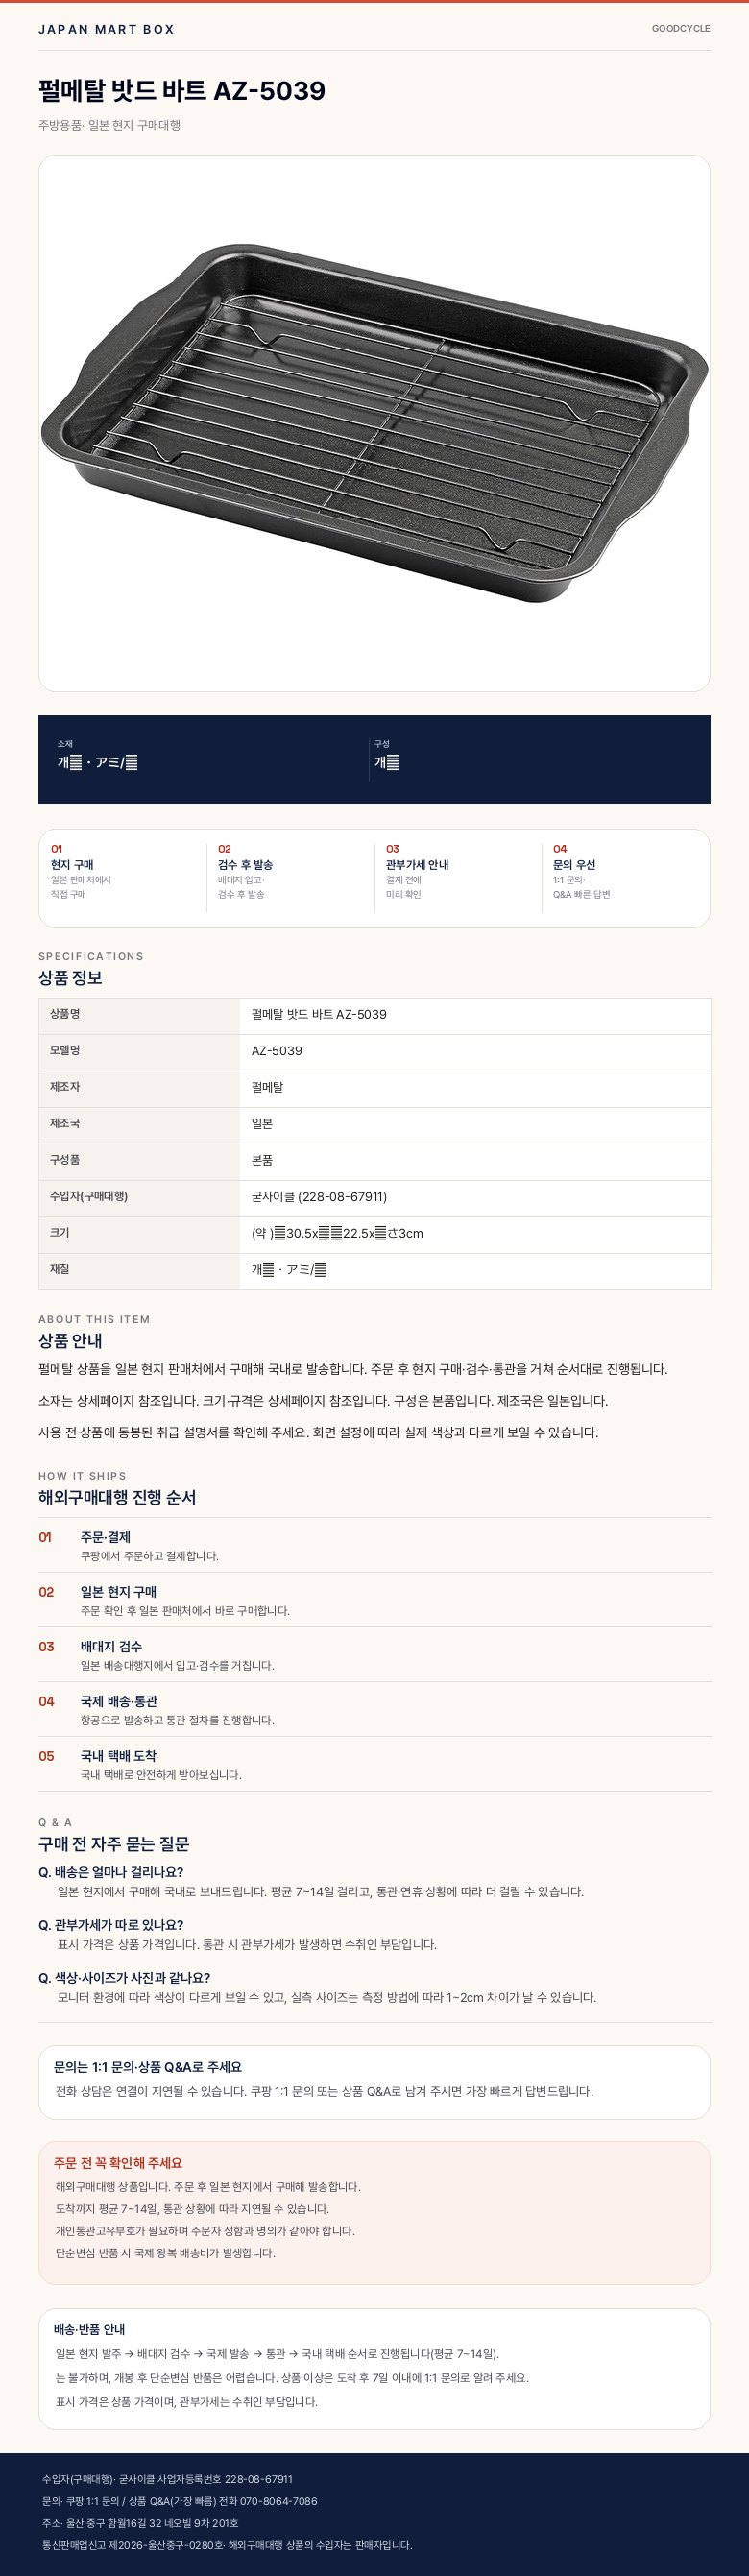 JAPAN MART BOX
GOODCYCLE
펄메탈 밧드 바트 AZ-5039
주방용품· 일본 현지 구매대행
소재
개 · アミ/
구성
개
01
현지 구매
일본 판매처에서
직접 구매
02
검수 후 발송
배대지 입고·
검수 후 발송
03
관부가세 안내
결제 전에
미리 확인
04
문의 우선
1:1 문의·
Q&A 빠른 답변
SPECIFICATIONS
상품 정보
상품명 펄메탈 밧드 바트 AZ-5039
모델명 AZ-5039
제조자 펄메탈
제조국 일본
구성품 본품
수입자(구매대행) 굳사이클 (228-08-67911)
크기 (약 )30.5x22.5xさ3cm
재질 개 · アミ/
ABOUT THIS ITEM
상품 안내
펄메탈 상품을 일본 현지 판매처에서 구매해 국내로 발송합니다. 주문 후 현지 구매·검수·통관을 거쳐 순서대로 진행됩니다.
소재는 상세페이지 참조입니다. 크기·규격은 상세페이지 참조입니다. 구성은 본품입니다. 제조국은 일본입니다.
사용 전 상품에 동봉된 취급 설명서를 확인해 주세요. 화면 설정에 따라 실제 색상과 다르게 보일 수 있습니다.
HOW IT SHIPS
해외구매대행 진행 순서
01 주문·결제
쿠팡에서 주문하고 결제합니다.
02 일본 현지 구매
주문 확인 후 일본 판매처에서 바로 구매합니다.
03 배대지 검수
일본 배송대행지에서 입고·검수를 거칩니다.
04 국제 배송·통관
항공으로 발송하고 통관 절차를 진행합니다.
05 국내 택배 도착
국내 택배로 안전하게 받아보십니다.
Q & A
구매 전 자주 묻는 질문
Q. 배송은 얼마나 걸리나요?
일본 현지에서 구매해 국내로 보내드립니다. 평균 7~14일 걸리고, 통관·연휴 상황에 따라 더 걸릴 수 있습니다.
Q. 관부가세가 따로 있나요?
표시 가격은 상품 가격입니다. 통관 시 관부가세가 발생하면 수취인 부담입니다.
Q. 색상·사이즈가 사진과 같나요?
모니터 환경에 따라 색상이 다르게 보일 수 있고, 실측 사이즈는 측정 방법에 따라 1~2cm 차이가 날 수 있습니다.
문의는 1:1 문의·상품 Q&A로 주세요
전화 상담은 연결이 지연될 수 있습니다. 쿠팡 1:1 문의 또는 상품 Q&A로 남겨 주시면 가장 빠르게 답변드립니다.
주문 전 꼭 확인해 주세요
해외구매대행 상품입니다. 주문 후 일본 현지에서 구매해 발송합니다.
도착까지 평균 7~14일, 통관 상황에 따라 지연될 수 있습니다.
개인통관고유부호가 필요하며 주문자 성함과 명의가 같아야 합니다.
단순변심 반품 시 국제 왕복 배송비가 발생합니다.
배송·반품 안내
일본 현지 발주 → 배대지 검수 → 국제 발송 → 통관 → 국내 택배 순서로 진행됩니다(평균 7~14일).
는 불가하며, 개봉 후 단순변심 반품은 어렵습니다. 상품 이상은 도착 후 7일 이내에 1:1 문의로 알려 주세요.
표시 가격은 상품 가격이며, 관부가세는 수취인 부담입니다.
수입자(구매대행)· 굳사이클 사업자등록번호 228-08-67911
문의· 쿠팡 1:1 문의 / 상품 Q&A(가장 빠름) 전화 070-8064-7086
주소· 울산 중구 함월16길 32 네오빌 9차 201호
통신판매업신고 제2026-울산중구-0280호· 해외구매대행 상품의 수입자는 판매자입니다.